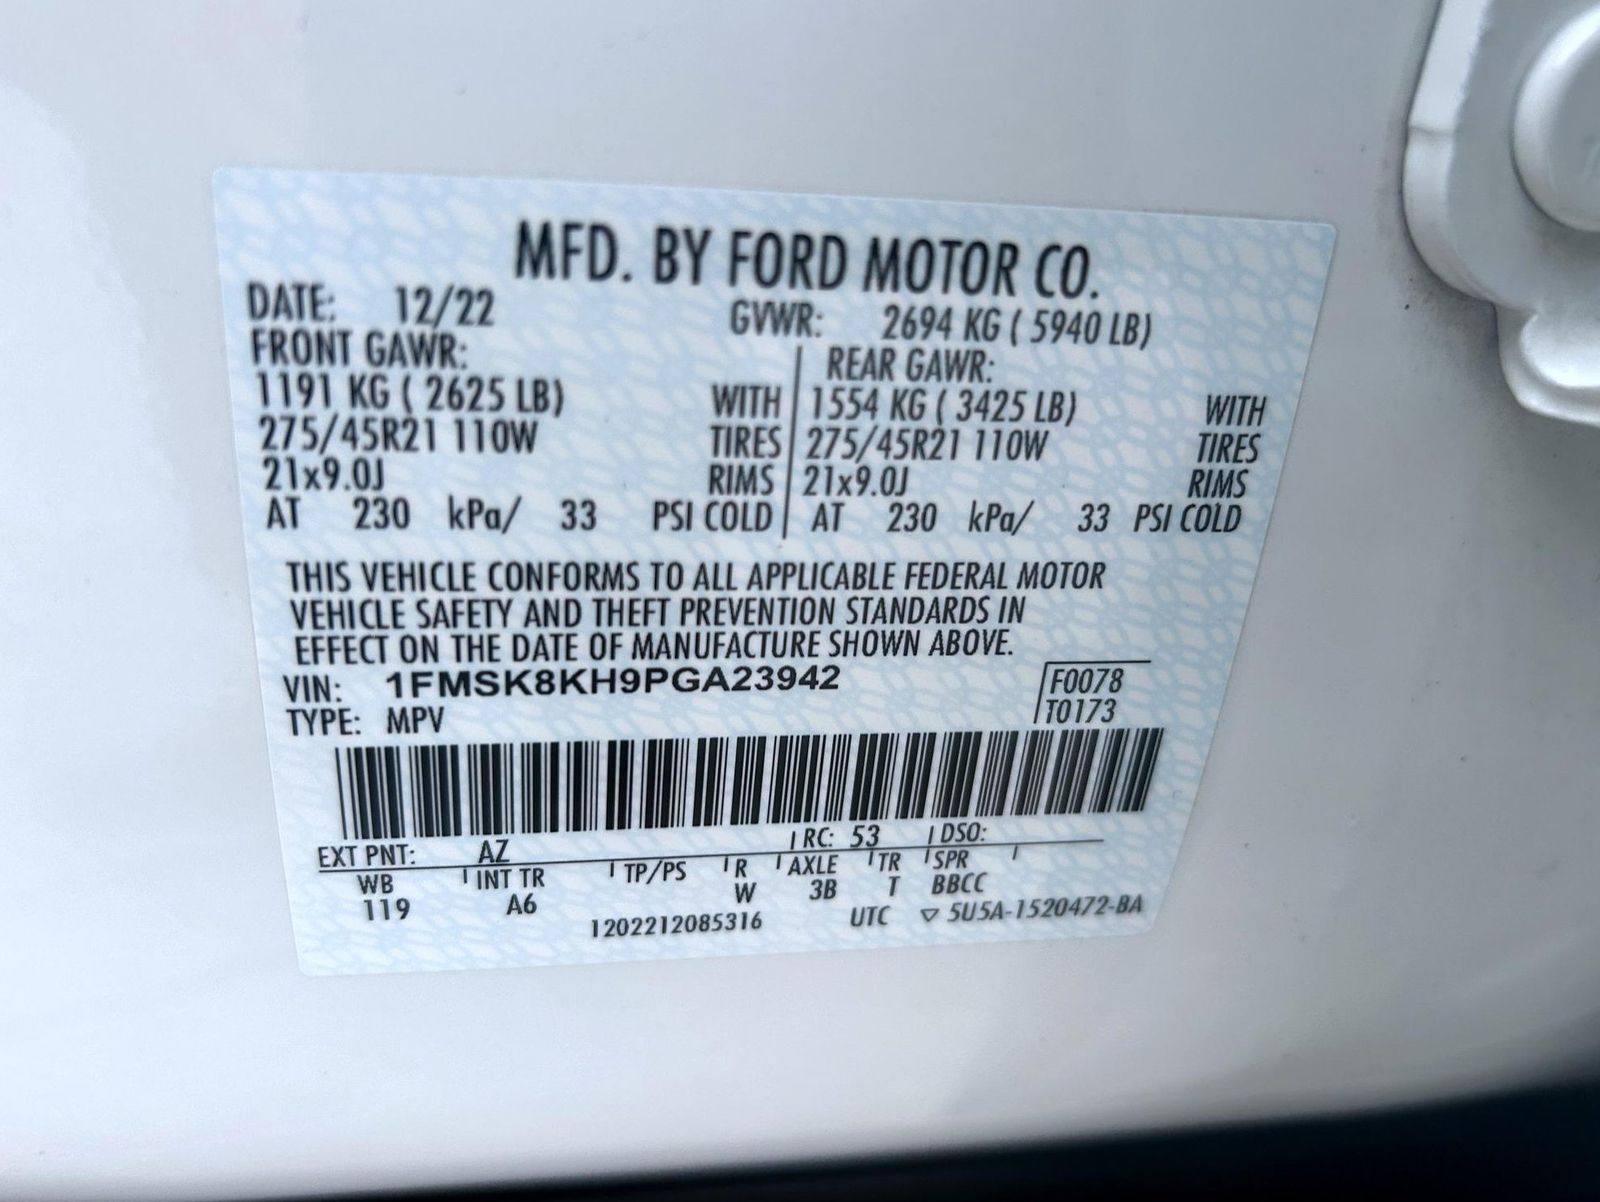 MFD. BY FORD MOTOR CO.
DATE: 12/22 GVWR: 2694 KG ( 5940 LB)
FRONT GAWR: REAR GAWR:
1191 KG ( 2625 LB) WITH 1554 KG ( 3425 LB) WITH
275/45R21 110W TIRES 275/45R21 110W TIRES
21x9.0J RIMS 21x9.0J RIMS
AT 230 kPa/ 33 PSI COLD AT 230 kPa/ 33 PSI COLD
THIS VEHICLE CONFORMS TO ALL APPLICABLE FEDERAL MOTOR
VEHICLE SAFETY AND THEFT PREVENTION STANDARDS IN
EFFECT ON THE DATE OF MANUFACTURE SHOWN ABOVE.
VIN: 1FMSK8KH9PGA23942 F0078
TYPE: MPV T0173
EXT PNT: AZ RC: 53 DSO:
WB INT TR TP/PS R AXLE TR SPR
119 A6 W 3B T BBCC
1202212085316 UTC ▽ 5U5A-1520472-BA